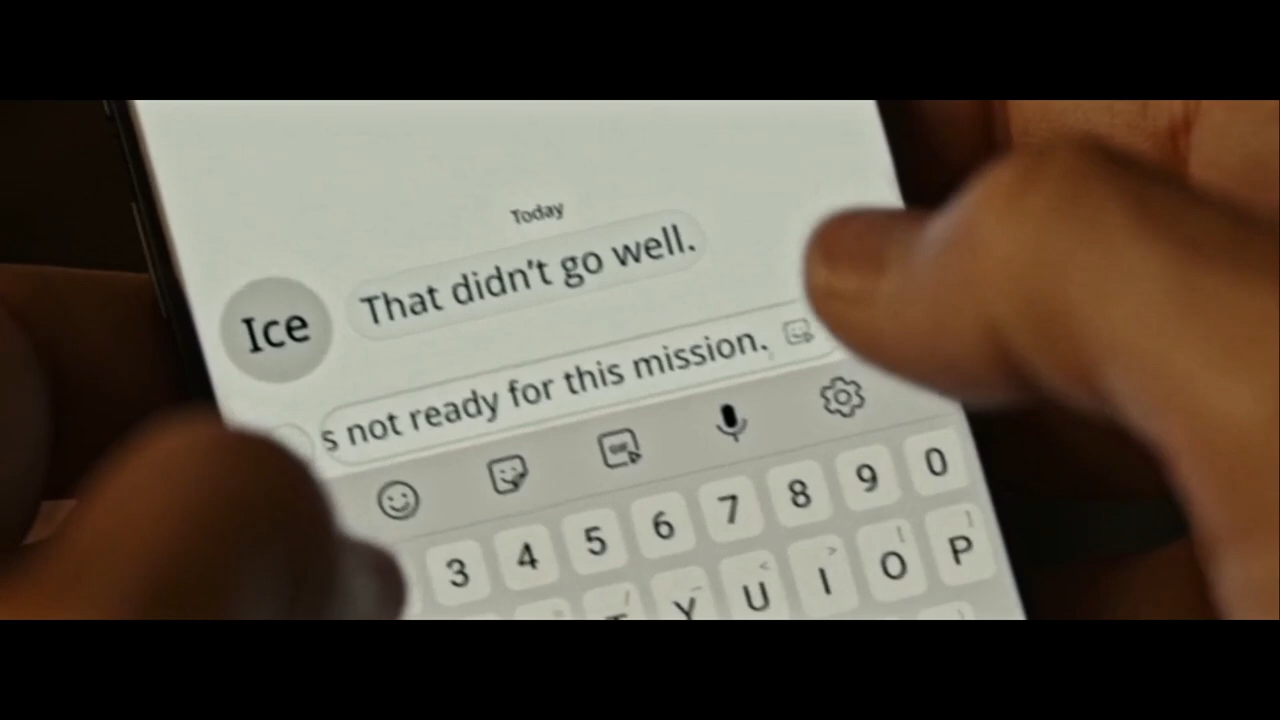 Today
That didn't go well.
Ice
s not ready for this mission.
GIF
3 4 5 6 7 8 9 0
T Y U I O P